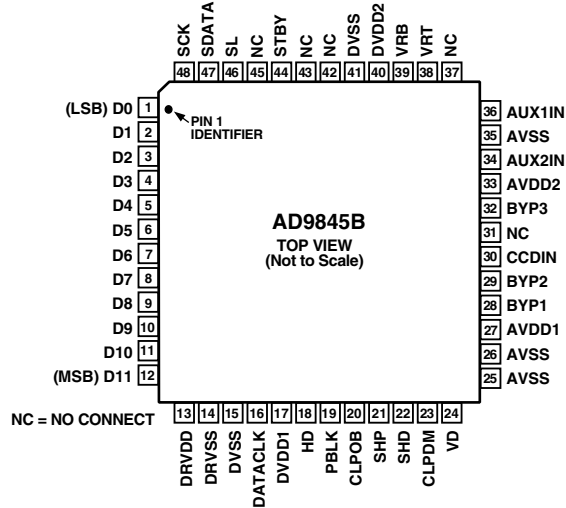 SCK SDATA SL NC STBY NC NC DVSS DVDD2 VRB VRT NC
48 47 46 45 44 43 42 41 40 39 38 37
(LSB) D0 1
D1 2
D2 3
D3 4
D4 5
D5 6
D6 7
D7 8
D8 9
D9 10
D10 11
(MSB) D11 12
PIN 1
IDENTIFIER
AD9845B
TOP VIEW
(Not to Scale)
36 AUX1IN
35 AVSS
34 AUX2IN
33 AVDD2
32 BYP3
31 NC
30 CCDIN
29 BYP2
28 BYP1
27 AVDD1
26 AVSS
25 AVSS
NC = NO CONNECT
13 14 15 16 17 18 19 20 21 22 23 24
DRVDD DRVSS DVSS DATACLK DVDD1 HD PBLK CLPOB SHP SHD CLPDM VD